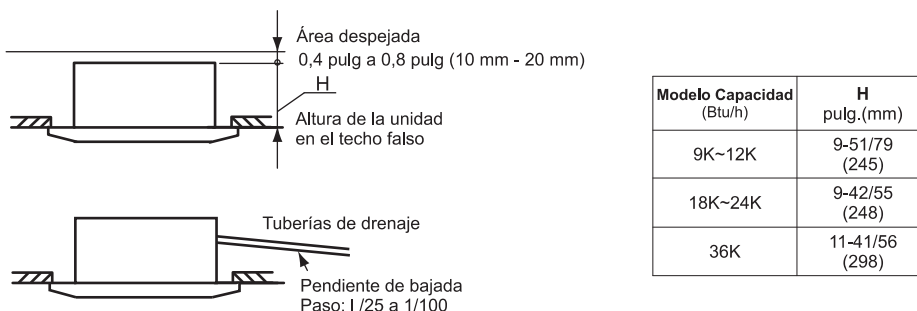 Área despejada
0,4 pulg a 0,8 pulg (10 mm - 20 mm)
H
Altura de la unidad
en el techo falso
Tuberías de drenaje
Pendiente de bajada
Paso: I /25 a 1/100
Modelo Capacidad H
(Btu/h) pulg.(mm)
9K~12K 9-51/79
(245)
18K~24K 9-42/55
(248)
36K 11-41/56
(298)